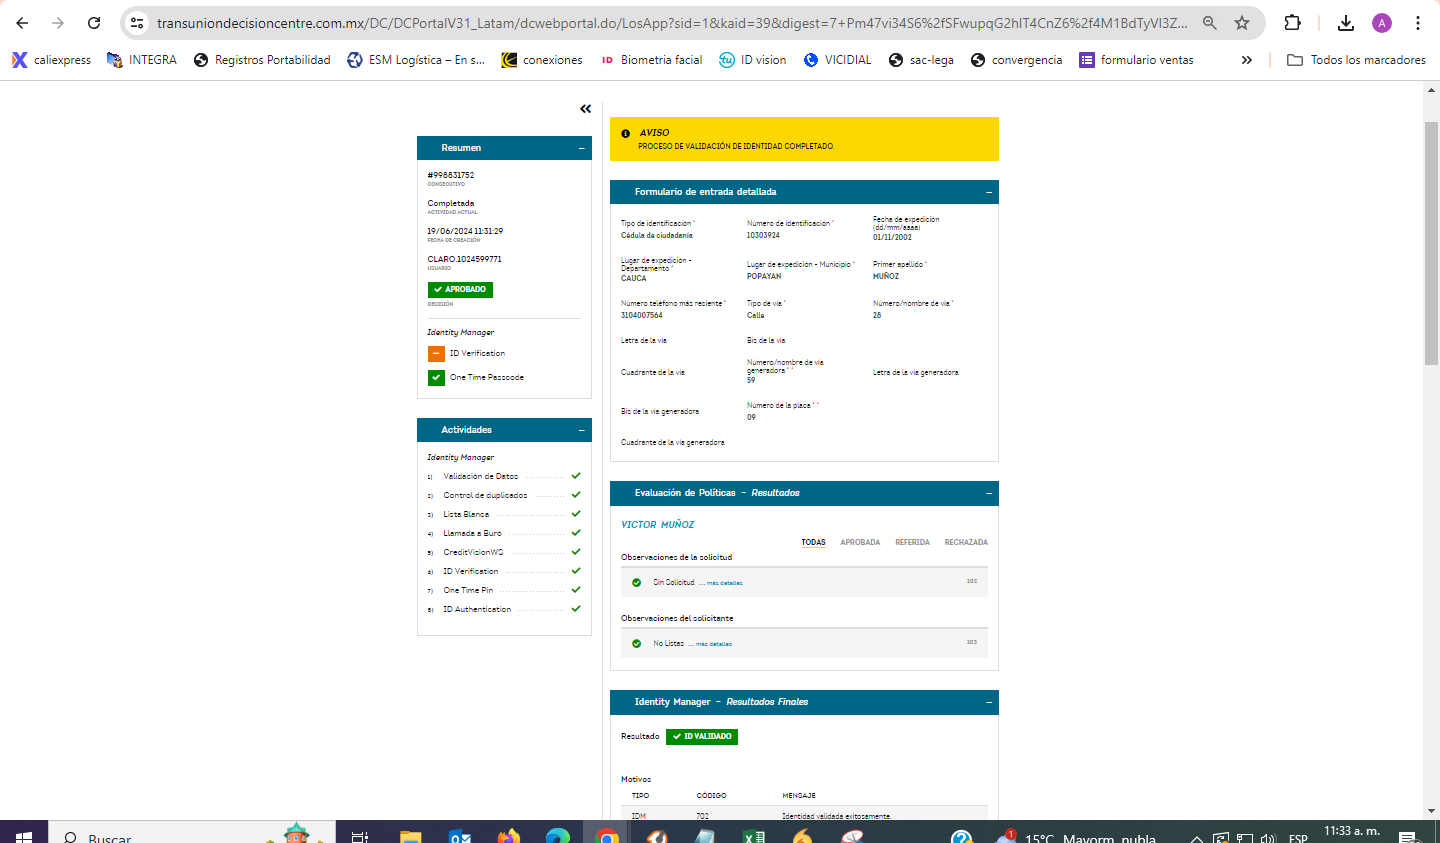 transuniondecisioncentre.com.mx/DC/DCPortalV31_Latam/dcwebportal.do/LosApp?sid=1&kaid=39&digest=7+Pm47vi34S6%2fSFwupqG2hIT4CnZ6%2f4M1BdTyVI3Z...
A
caliexpress
INTEGRA
Registros Portabilidad
ESM Logística – En s...
conexiones
ID Biometria facial
ID vision
VICIDIAL
sac-lega
convergencia
formulario ventas
»
Todos los marcadores
Resumen
#998831752
CONSECUTIVO
Completada
ACTIVIDAD ACTUAL
19/06/2024 11:31:29
FECHA DE CREACIÓN
CLARO.1024599771
USUARIO
APROBADO
DECISIÓN
Identity Manager
ID Verification
One Time Passcode
Actividades
Identity Manager
1) Validación de Datos
2) Control de duplicados
3) Lista Blanca
4) Llamada a Buró
5) CreditVisionWS
6) ID Verification
7) One Time Pin
8) ID Authentication
AVISO
PROCESO DE VALIDACIÓN DE IDENTIDAD COMPLETADO.
Formulario de entrada detallada
Tipo de identificación *
Cédula de ciudadanía
Número de identificación *
10303924
Fecha de expedición
(dd/mm/aaaa)
01/11/2002
Lugar de expedición -
Departamento *
CAUCA
Lugar de expedición - Municipio *
POPAYAN
Primer apellido *
MUÑOZ
Número teléfono más reciente *
3104007564
Tipo de vía *
Calle
Número/nombre de vía *
28
Letra de la vía
Bis de la vía
Cuadrante de la vía
Número/nombre de vía
generadora * *
59
Letra de la vía generadora
Bis de la vía generadora
Número de la placa * *
09
Cuadrante de la vía generadora
Evaluación de Políticas - Resultados
VICTOR MUÑOZ
TODAS APROBADA REFERIDA RECHAZADA
Observaciones de la solicitud
Sin Solicitud .... más detalles 102
Observaciones del solicitante
No Listas .... más detalles 103
Identity Manager - Resultados Finales
Resultado ID VALIDADO
Motivos
TIPO CÓDIGO MENSAJE
IDM 702 Identidad validada exitosamente.
Buscar
1
15°C Mayorm. nubla...
ESP
11:33 a. m.